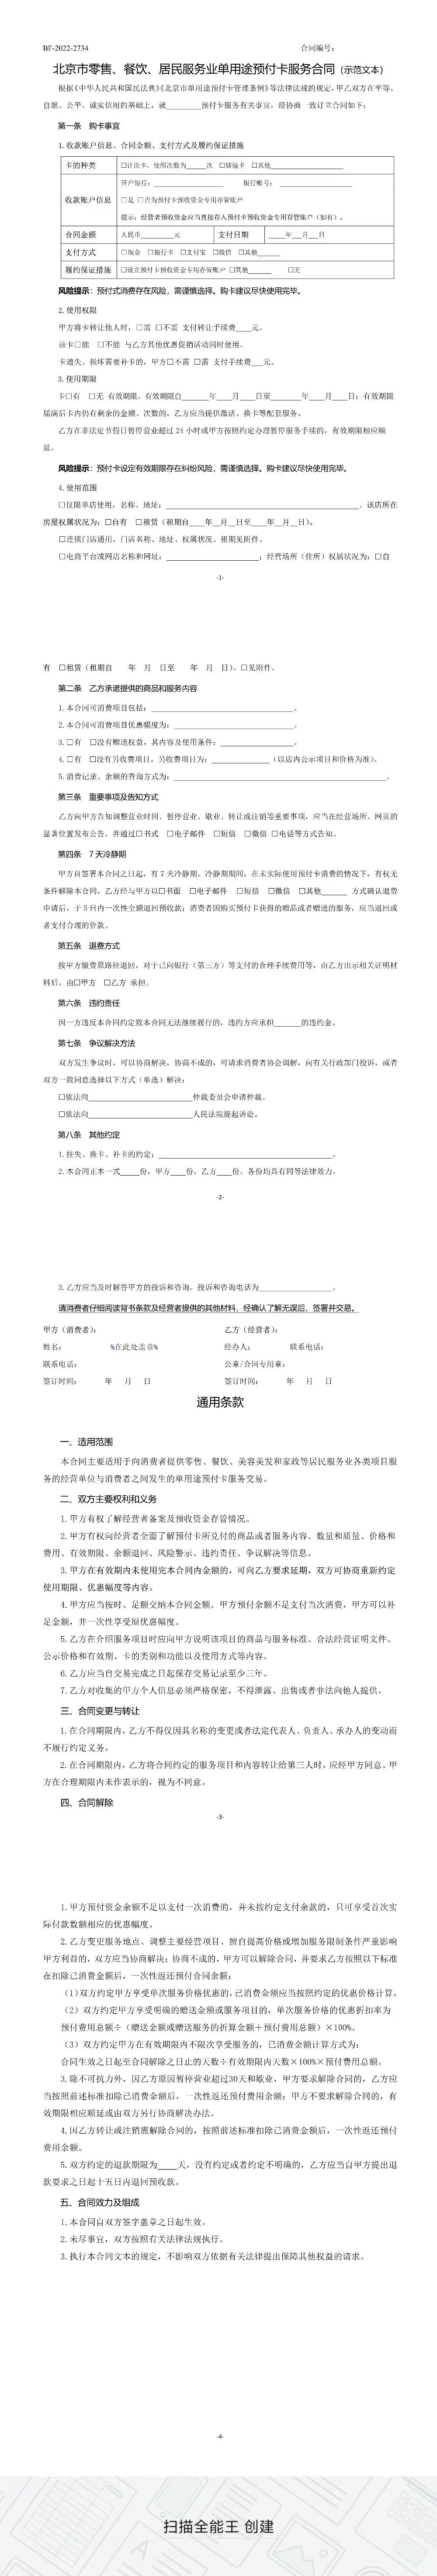 BF-2022-2734 合同编号：
北京市零售、餐饮、居民服务业单用途预付卡服务合同（示范文本）
根据《中华人民共和国民法典》《北京市单用途预付卡管理条例》等法律法规的规定，甲乙双方在平等、
自愿、公平、诚实信用的基础上，就________预付卡服务有关事宜，经协商一致订立合同如下：
第一条 购卡事宜
1.收款账户信息、合同金额、支付方式及履约保证措施
卡的种类 □计次卡，使用次数为_____次 □储值卡 □其他________________
收款账户信息 开户银行：________________ 银行账号：________________
□是 □否为预付卡预收资金专用存管账户
提示：经营者预收资金应当直接存入预付卡预收资金专用存管账户（如有）。
合同金额 人民币________元 支付日期 ____年__月__日
支付方式 □现金 □银行卡 □支付宝 □微信 □其他_____
履约保证措施 □设立预付卡预收资金专用存管账户 □其他_____ □无
风险提示：预付式消费存在风险，需谨慎选择。购卡建议尽快使用完毕。
2.使用权限
甲方将卡转让他人时，□需 □不需 支付转让手续费___元。
该卡□能 □不能 与乙方其他优惠促销活动同时使用。
卡遗失、损坏需要补卡的，甲方□不需 □需 支付手续费___元。
3.使用期限
卡□有 □无 有效期限。有效期限自______年____月____日至______年____月____日；有效期限
届满后卡内仍有剩余的金额、次数的，乙方应当提供激活、换卡等配套服务。
乙方在非法定节假日暂停营业超过 24 小时或甲方按照约定办理暂停服务手续的，有效期限相应顺
延。
风险提示：预付卡设定有效期限存在纠纷风险，需谨慎选择。购卡建议尽快使用完毕。
4.使用范围
□仅限单店使用，名称、地址：________________________________。该店所在
房屋权属状况为：□自有 □租赁（租期自____年__月__日至____年__月__日）。
□连锁门店通用，门店名称、地址、权属状况、租期见附件。
□电商平台或网店名称和网址：________________________；经营场所（住所）权属状况为：□自
-1-
有 □租赁（租期自 年 月 日至 年 月 日）。□见附件。
第二条 乙方承诺提供的商品和服务内容
1.本合同可消费项目包括：________________________________。
2.本合同可消费项目优惠幅度为：____________________________。
3.□有 □没有赠送权益，其内容及使用条件：________________。
4.□有 □没有另收费项目。另收费项目为：________________（以店内公示项目和价格为准）。
5.消费记录、余额的查询方式为：________________________________。
第三条 重要事项及告知方式
乙方向甲方告知调整营业时间、暂停营业、歇业、转让或注销等重要事项，应当在经营场所、网页的
显著位置发布公告，并通过□书式 □电子邮件 □短信 □微信 □电话等方式告知。
第四条 7 天冷静期
甲方自签署本合同之日起，有 7 天冷静期。冷静期期间，在未实际使用预付卡消费的情况下，有权无
条件解除本合同，乙方经与甲方以□书面 □电子邮件 □短信 □微信 □其他______ 方式确认退费
申请后，于 5 日内一次性全额退回预收款；消费者因购买预付卡获得的赠品或者赠送的服务，应当退回或
者支付合理的价款。
第五条 退费方式
按甲方缴费原路径退回，对于已向银行（第三方）等支付的合理手续费用等，由乙方出示相关证明材
料后，由□甲方 □乙方 承担。
第六条 违约责任
因一方违反本合同约定致本合同无法继续履行的，违约方应承担______的违约金。
第七条 争议解决方法
双方发生争议时，可以协商解决，协商不成的，可请求消费者协会调解，向有关行政部门投诉，或者
双方一致同意选择以下方式（单选）解决：
□依法向________________________仲裁委员会申请仲裁。
□依法向________________________人民法院提起诉讼。
第八条 其他约定
1.挂失、换卡、补卡的约定：________________________________。
2.本合同正本一式____份，甲方____份，乙方____份。各份均具有同等法律效力。
-2-
3.乙方应当及时解答甲方的投诉和咨询。投诉和咨询电话为________________。
请消费者仔细阅读背书条款及经营者提供的其他材料，经确认了解无误后，签署并交易。
甲方（消费者）： 乙方（经营者）：
姓名： %在此处盖章% 经办人： 联系电话：
联系电话： 公章/合同专用章：
签订时间： 年 月 日 签订时间： 年 月 日
通用条款
一、适用范围
本合同主要适用于向消费者提供零售、餐饮、美容美发和家政等居民服务业各类项目服
务的经营单位与消费者之间发生的单用途预付卡服务交易。
二、双方主要权利和义务
1.甲方有权了解经营者备案及预收资金存管情况。
2.甲方有权向经营者全面了解预付卡所兑付的商品或者服务内容、数量和质量、价格和
费用、有效期限、余额退回、风险警示、违约责任、争议解决等信息。
3.甲方在有效期内未使用完本合同内金额的，可向乙方要求延期，双方可协商重新约定
使用期限、优惠幅度等内容。
4.甲方应当按时、足额交纳本合同金额。甲方预付余额不足支付当次消费，甲方可以补
足金额，并一次性享受原优惠幅度。
5.乙方在介绍服务项目时应向甲方说明该项目的商品与服务标准、合法经营证明文件、
公示价格和有效期、卡的类别和功能以及使用方式等内容。
6.乙方应当自交易完成之日起保存交易记录至少三年。
7.乙方对收集的甲方个人信息必须严格保密，不得泄露、出售或者非法向他人提供。
三、合同变更与转让
1.在合同期限内，乙方不得仅因其名称的变更或者法定代表人、负责人、承办人的变动而
不履行约定义务。
2.在合同期限内，乙方将合同约定的服务项目和内容转让给第三人时，应经甲方同意。甲
方在合理期限内未作表示的，视为不同意。
四、合同解除
-3-
1.甲方预付资金余额不足以支付一次消费的，并未按约定支付余款的，只可享受首次实
际付款数额相应的优惠幅度。
2.乙方变更服务地点、调整主要经营项目、擅自提高价格或增加服务限制条件严重影响
甲方利益的，双方应当协商解决；协商不成的，甲方可以解除合同，并要求乙方按照以下标准
在扣除已消费金额后，一次性返还预付合同余额：
（1）双方约定甲方享受单次服务价格优惠的，已消费金额应当按照约定的优惠价格计算。
（2）双方约定甲方享受明确的赠送金额或服务项目的，单次服务价格的优惠折扣率为
预付费用总额÷（赠送金额或赠送服务的折算金额＋预付费用总额）×100%。
（3）双方约定甲方在有效期限内不限次享受服务的，已消费金额计算方式为：
合同生效之日起至合同解除之日止的天数÷有效期限内天数×100%×预付费用总额。
3.除不可抗力外，因乙方原因暂停营业超过30天和歇业，甲方要求解除合同的，乙方应
当按照前述标准扣除已消费金额后，一次性返还预付费用余额；甲方不要求解除合同的，有
效期限相应顺延或由双方另行协商解决办法。
4.因乙方转让或注销需解除合同的，按照前述标准扣除已消费金额后，一次性返还预付
费用余额。
5.双方约定的退款期限为____天，没有约定或者约定不明确的，乙方应当自甲方提出退
款要求之日起十五日内退回预收款。
五、合同效力及组成
1.本合同自双方签字盖章之日起生效。
2.未尽事宜，双方按照有关法律法规执行。
3.执行本合同文本的规定，不影响双方依据有关法律提出保障其他权益的请求。
-4-
扫描全能王 创建